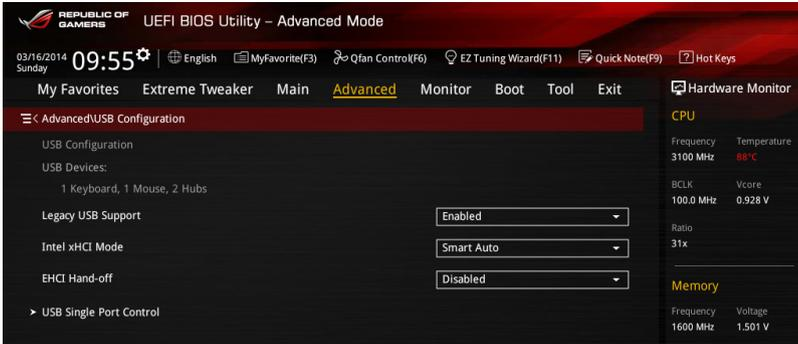 REPUBLIC OF
GAMERS
UEFI BIOS Utility – Advanced Mode
03/16/2014
Sunday
09:55
English
MyFavorite(F3)
Qfan Control(F6)
EZ Tuning Wizard(F11)
Quick Note(F9)
? Hot Keys
My Favorites Extreme Tweaker Main Advanced Monitor Boot Tool Exit
Hardware Monitor
Advanced\USB Configuration
USB Configuration
USB Devices:
1 Keyboard, 1 Mouse, 2 Hubs
Legacy USB Support Enabled
Intel xHCI Mode Smart Auto
EHCI Hand-off Disabled
USB Single Port Control
CPU
Frequency Temperature
3100 MHz 88°C
BCLK Vcore
100.0 MHz 0.928 V
Ratio
31x
Memory
Frequency Voltage
1600 MHz 1.501 V